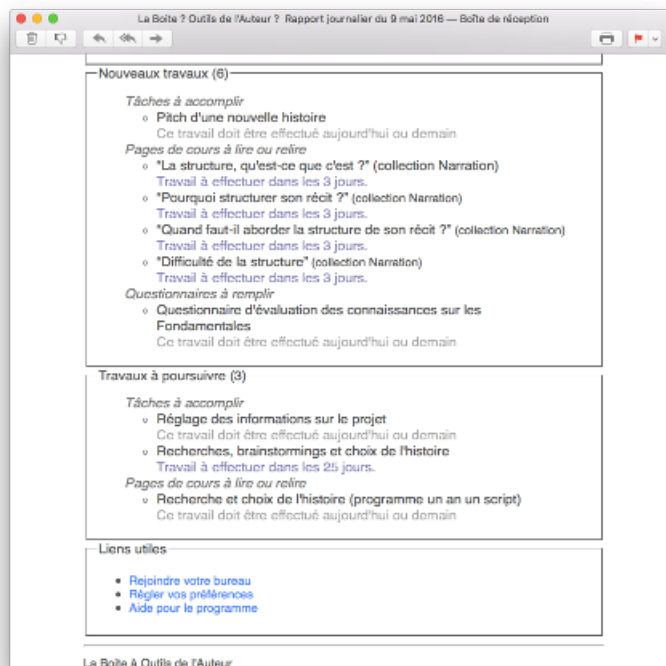 La Boite ? Outils de l'Auteur ? Rapport journalier du 9 mai 2016 — Boîte de réception
Nouveaux travaux (6)
Tâches à accomplir
Pitch d'une nouvelle histoire
Ce travail doit être effectué aujourd'hui ou demain
Pages de cours à lire ou relire
"La structure, qu'est-ce que c'est ?" (collection Narration)
Travail à effectuer dans les 3 jours.
"Pourquoi structurer son récit ?" (collection Narration)
Travail à effectuer dans les 3 jours.
"Quand faut-il aborder la structure de son récit ?" (collection Narration)
Travail à effectuer dans les 3 jours.
"Difficulté de la structure" (collection Narration)
Travail à effectuer dans les 3 jours.
Questionnaires à remplir
Questionnaire d'évaluation des connaissances sur les
Fondamentales
Ce travail doit être effectué aujourd'hui ou demain
Travaux à poursuivre (3)
Tâches à accomplir
Réglage des informations sur le projet
Ce travail doit être effectué aujourd'hui ou demain
Recherches, brainstormings et choix de l'histoire
Travail à effectuer dans les 25 jours.
Pages de cours à lire ou relire
Recherche et choix de l'histoire (programme un an un script)
Ce travail doit être effectué aujourd'hui ou demain
Liens utiles
Rejoindre votre bureau
Régler vos préférences
Aide pour le programme
La Boite à Outils de l'Auteur